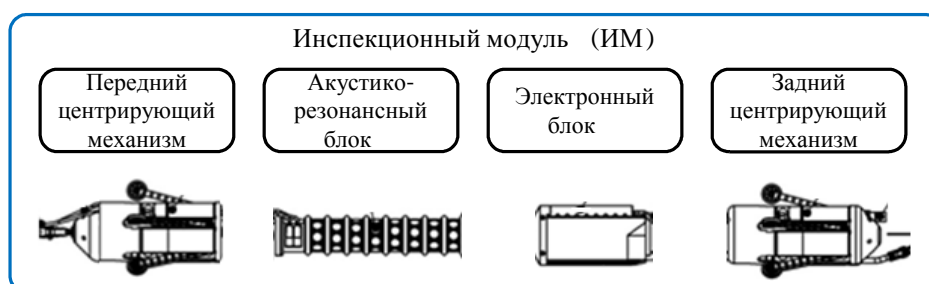 Инспекционный модуль (ИМ)
Передний
центрирующий
механизм
Акустико-
резонансный
блок
Электронный
блок
Задний
центрирующий
механизм